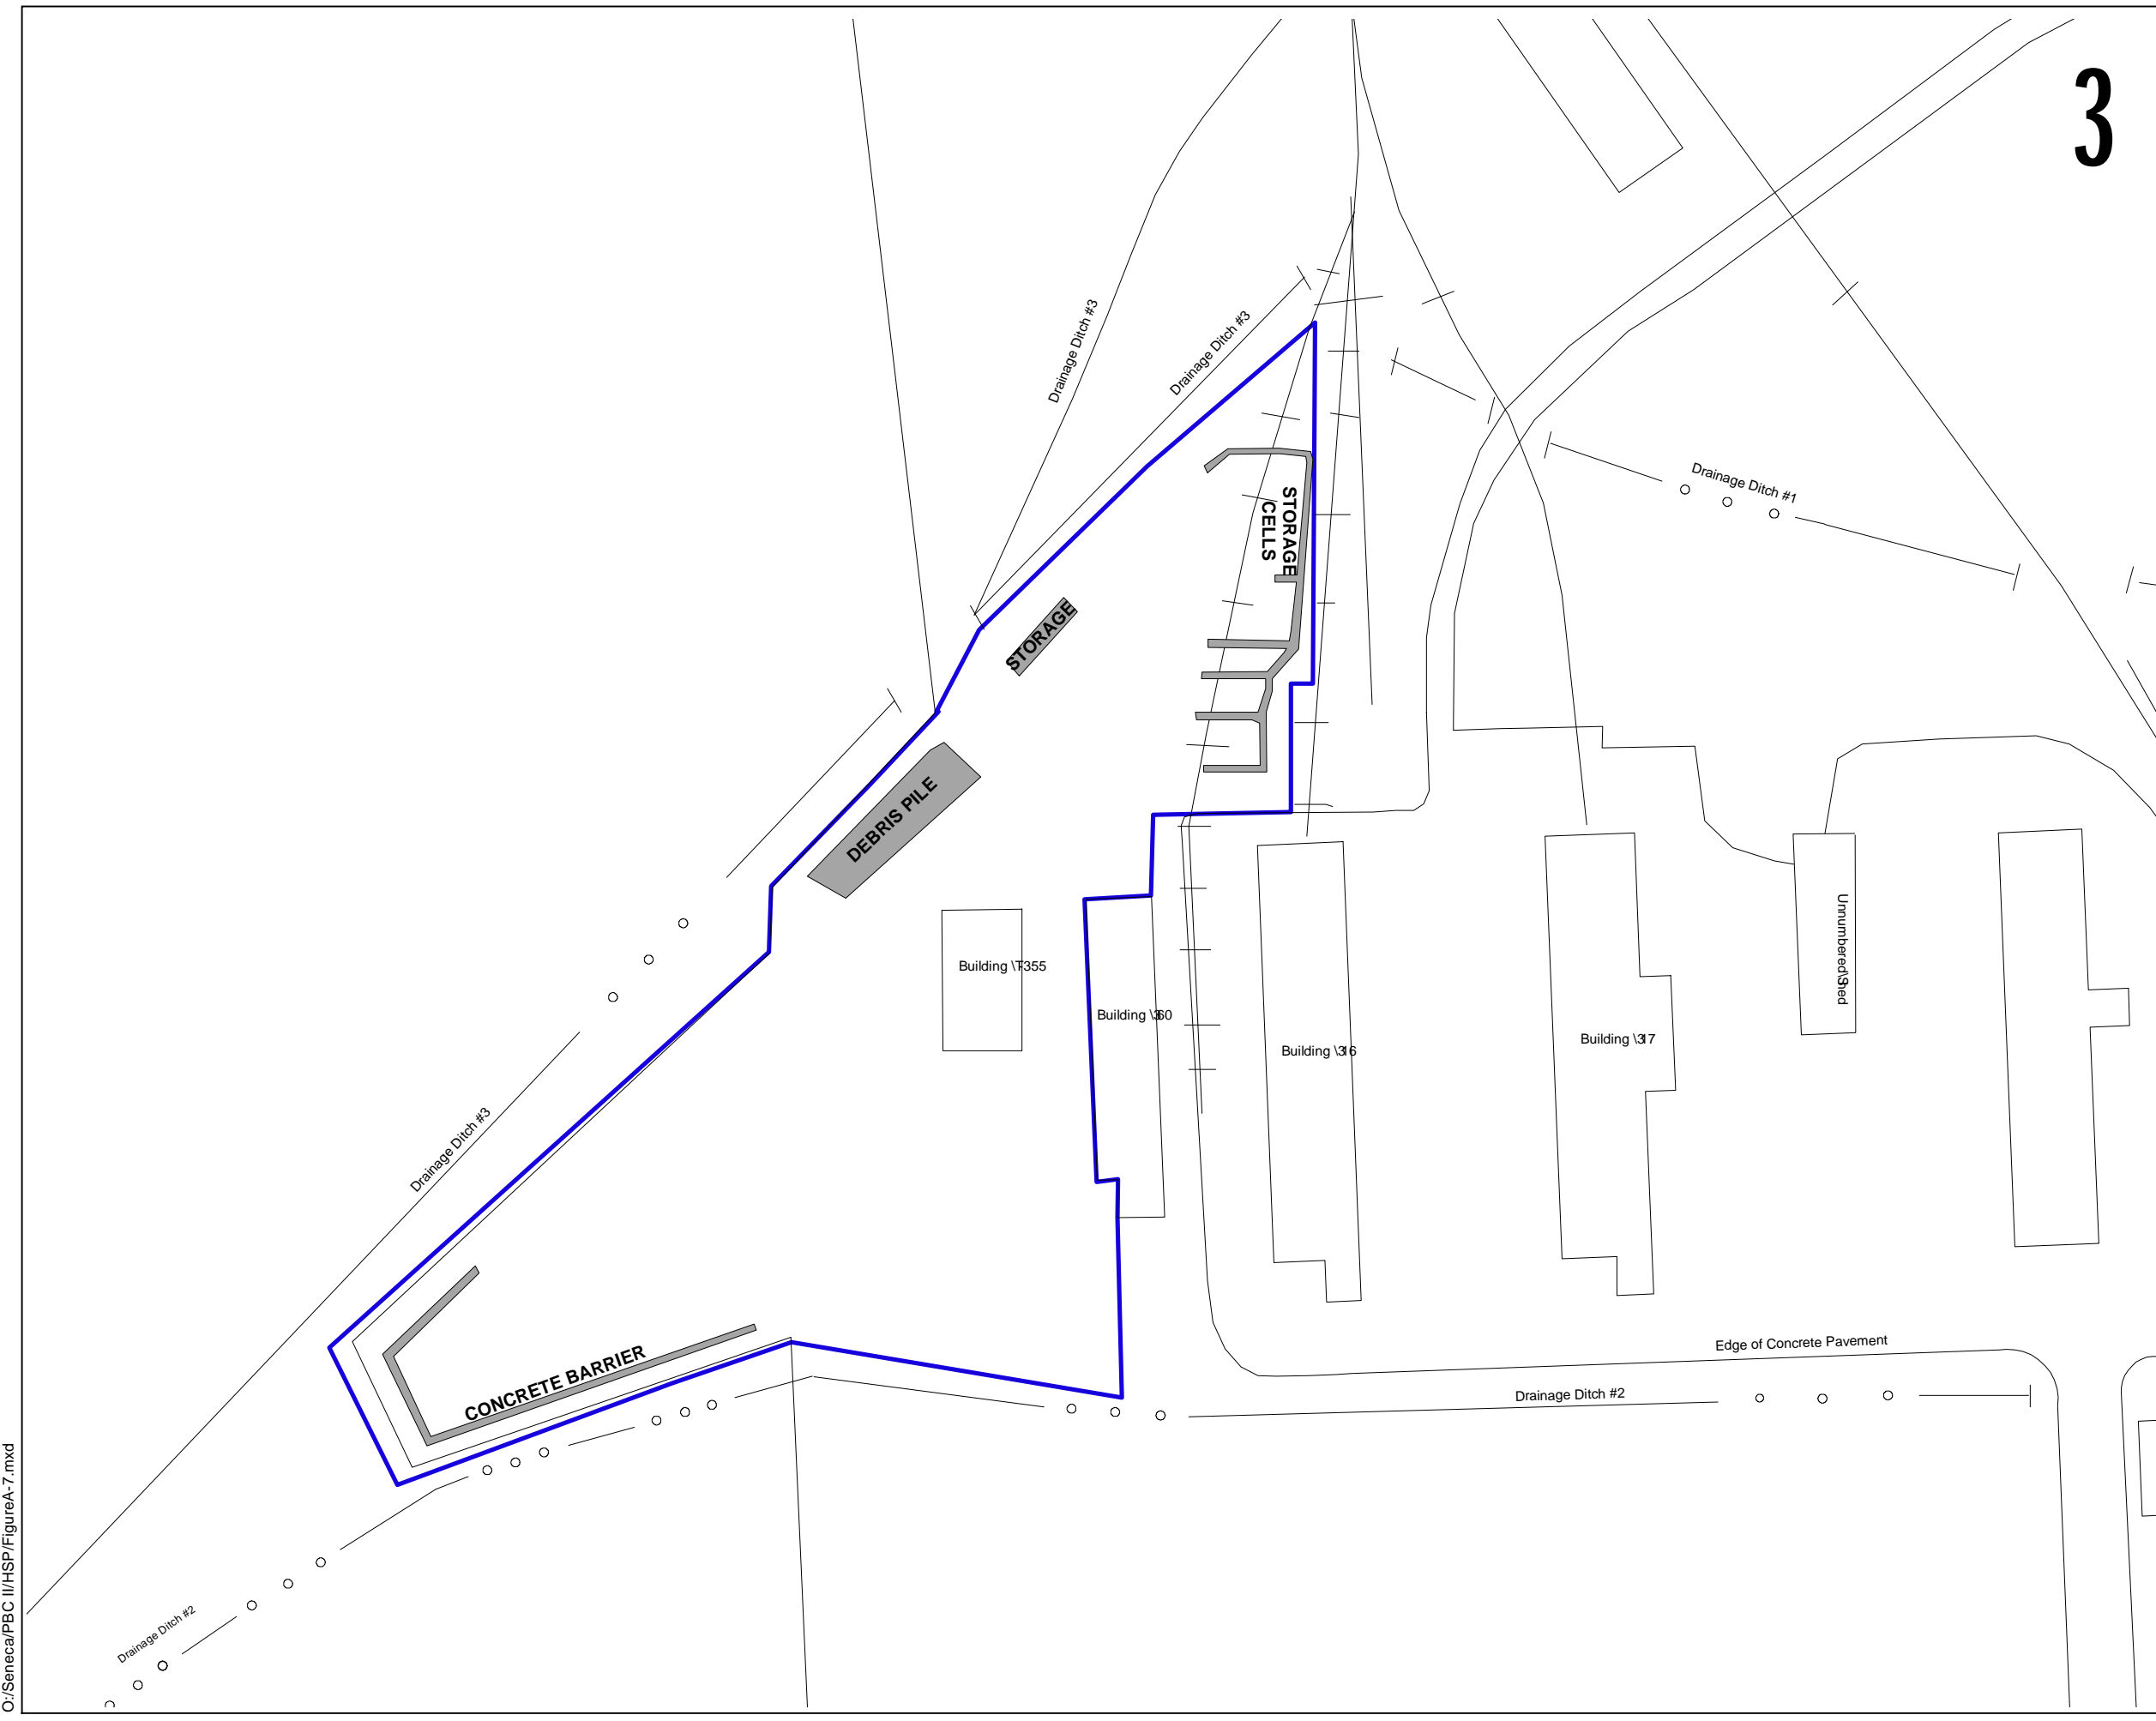 3
Drainage Ditch #3
Drainage Ditch #3
Drainage Ditch #1
STORAGE
CELLS
STORAGE
DEBRIS PILE
Building \T355
Unnumbered\Shed
Building \360
Building \317
Building \316
Drainage Ditch #3
Edge of Concrete Pavement
CONCRETE BARRIER
Drainage Ditch #2
Drainage Ditch #2
O:/Seneca/PBC II/HSP/FigureA-7.mxd